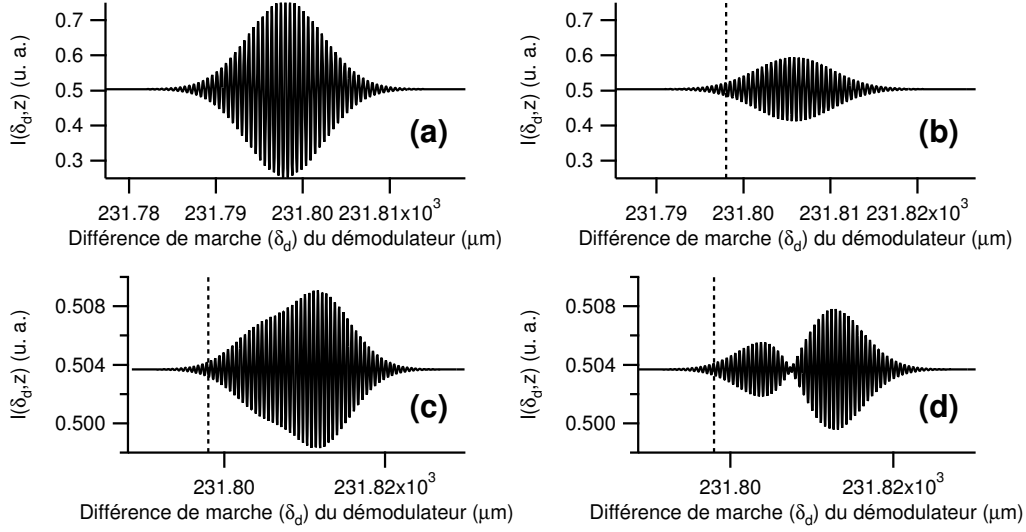 0.7
0.6
0.5
0.4
0.3
I(δd,z) (u. a.)
(a)
231.78 231.79 231.80 231.81x10³
Différence de marche (δd) du démodulateur (µm)
0.7
0.6
0.5
0.4
0.3
I(δd,z) (u. a.)
(b)
231.79 231.80 231.81 231.82x10³
Différence de marche (δd) du démodulateur (µm)
0.508
0.504
0.500
I(δd,z) (u. a.)
(c)
231.80 231.82x10³
Différence de marche (δd) du démodulateur (µm)
0.508
0.504
0.500
I(δd,z) (u. a.)
(d)
231.80 231.82x10³
Différence de marche (δd) du démodulateur (µm)